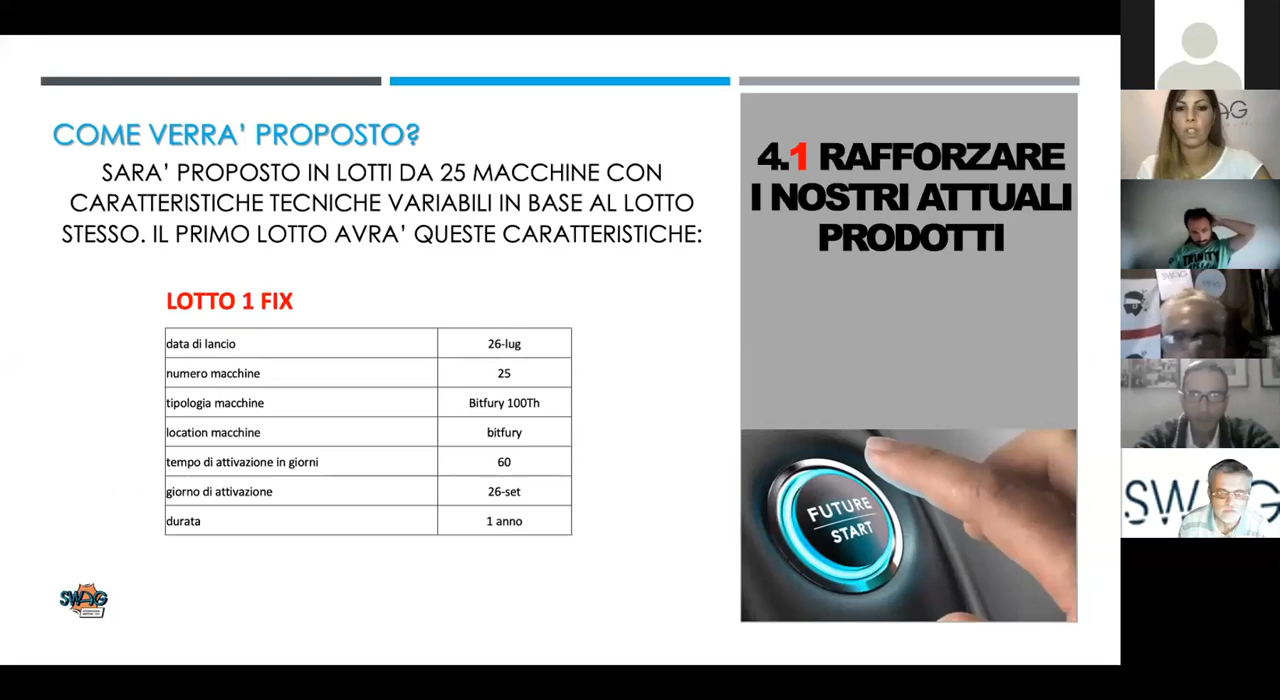 COME VERRA’ PROPOSTO?
SARA’ PROPOSTO IN LOTTI DA 25 MACCHINE CON
CARATTERISTICHE TECNICHE VARIABILI IN BASE AL LOTTO
STESSO. IL PRIMO LOTTO AVRA’ QUESTE CARATTERISTICHE:
LOTTO 1 FIX
data di lancio 26-lug
numero macchine 25
tipologia macchine Bitfury 100Th
location macchine bitfury
tempo di attivazione in giorni 60
giorno di attivazione 26-set
durata 1 anno
SWAG
4.1 RAFFORZARE
I NOSTRI ATTUALI
PRODOTTI
FUTURE
START
SWAG